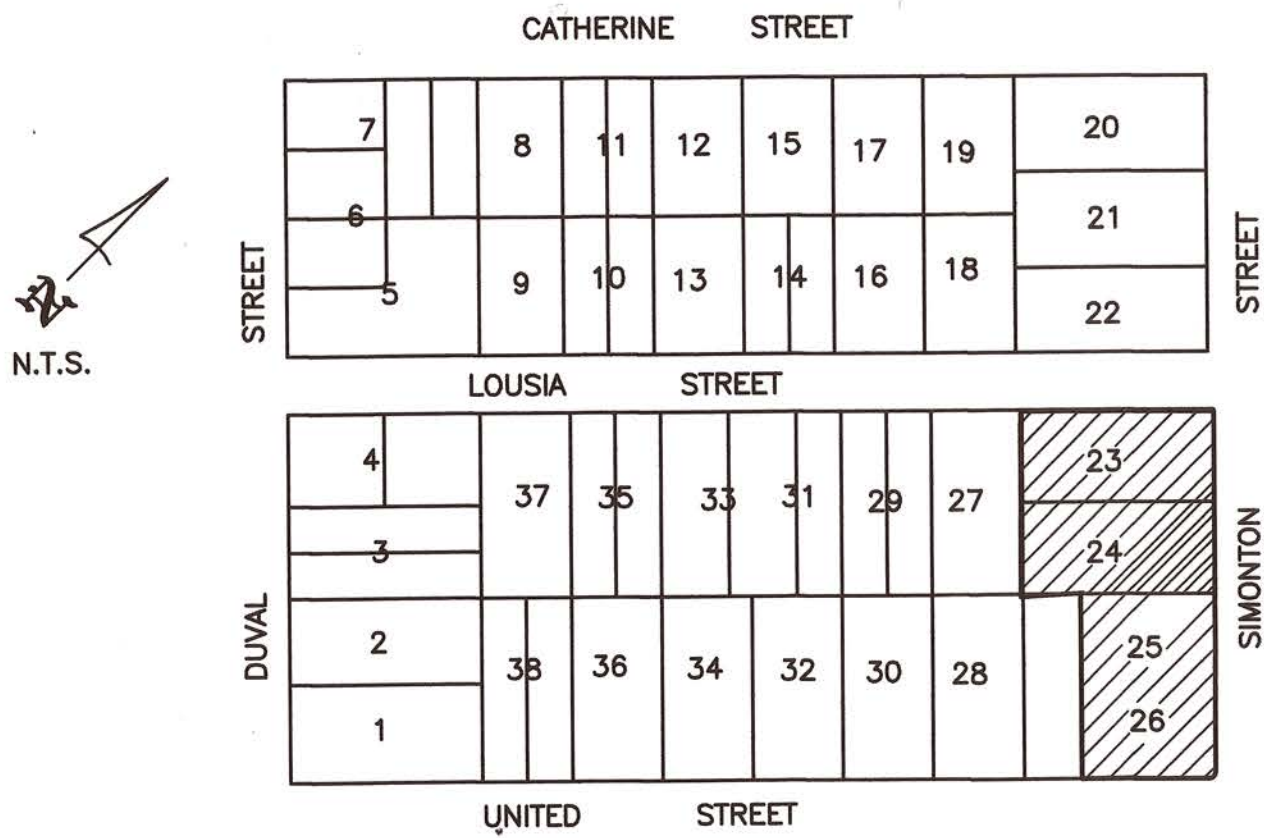 CATHERINE STREET
7 8 11 12 15 17 19 20
6 21
STREET 5 9 10 13 14 16 18 22 STREET
N
N.T.S.
LOUSIA STREET
4 37 35 33 31 29 27 23
3 24
DUVAL 2 38 36 34 32 30 28 25 SIMONTON
1 26
UNITED STREET